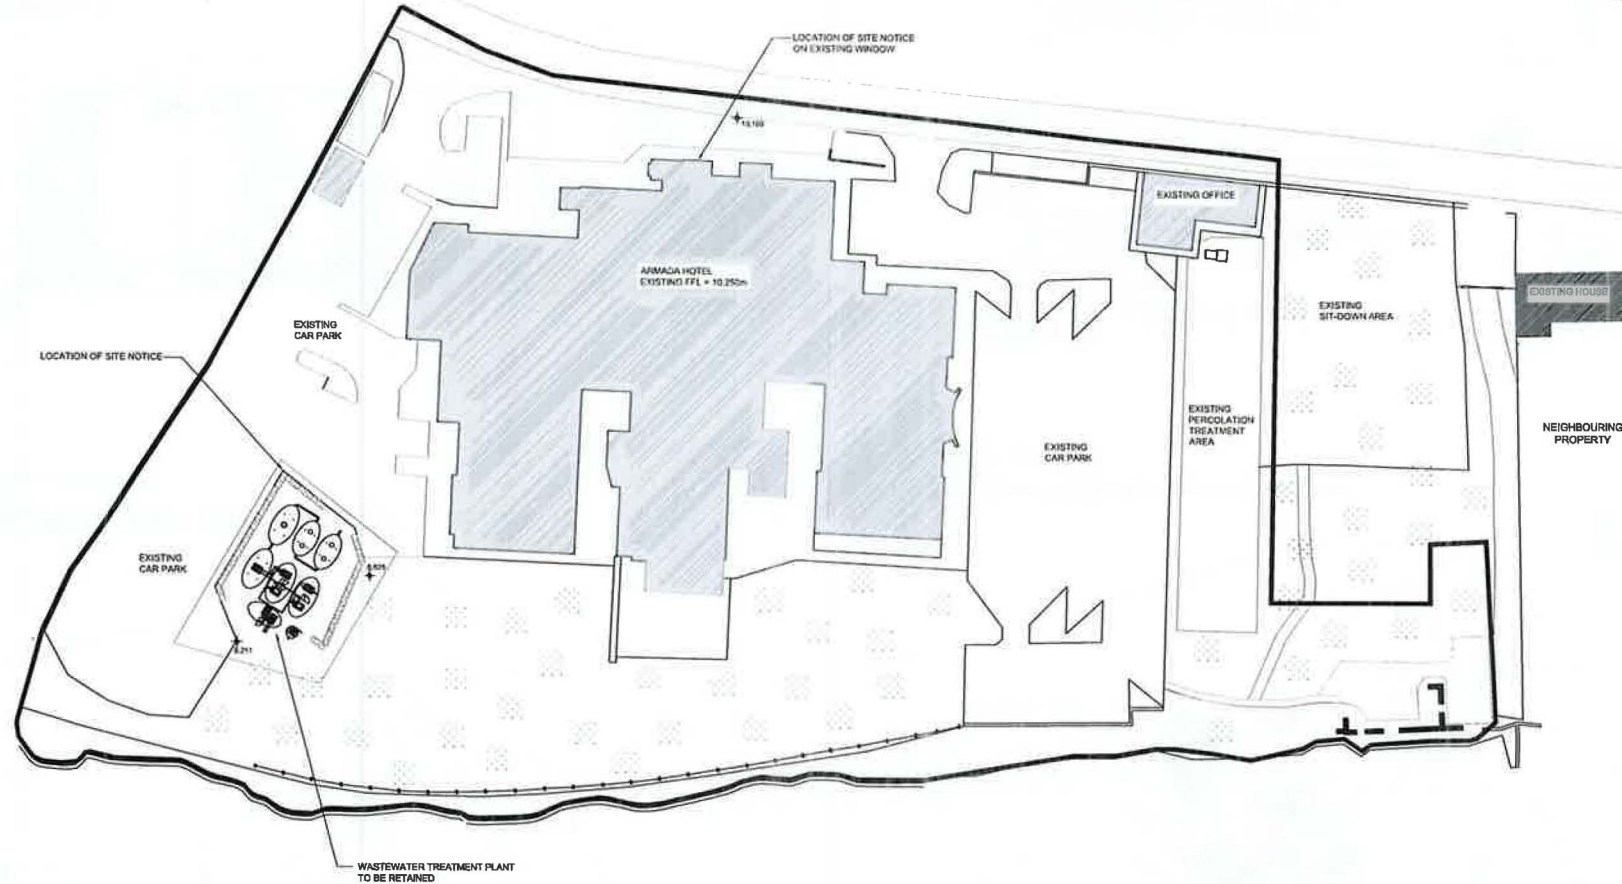 LOCATION OF SITE NOTICE
ON EXISTING WINDOW
EXISTING OFFICE
ARMADA HOTEL
EXISTING FFL = 10.250m
EXISTING HOUSE
EXISTING
SIT-DOWN AREA
EXISTING
CAR PARK
LOCATION OF SITE NOTICE
EXISTING
PERCOLATION
TREATMENT
AREA
NEIGHBOURING
PROPERTY
EXISTING
CAR PARK
EXISTING
CAR PARK
WASTEWATER TREATMENT PLANT
TO BE RETAINED